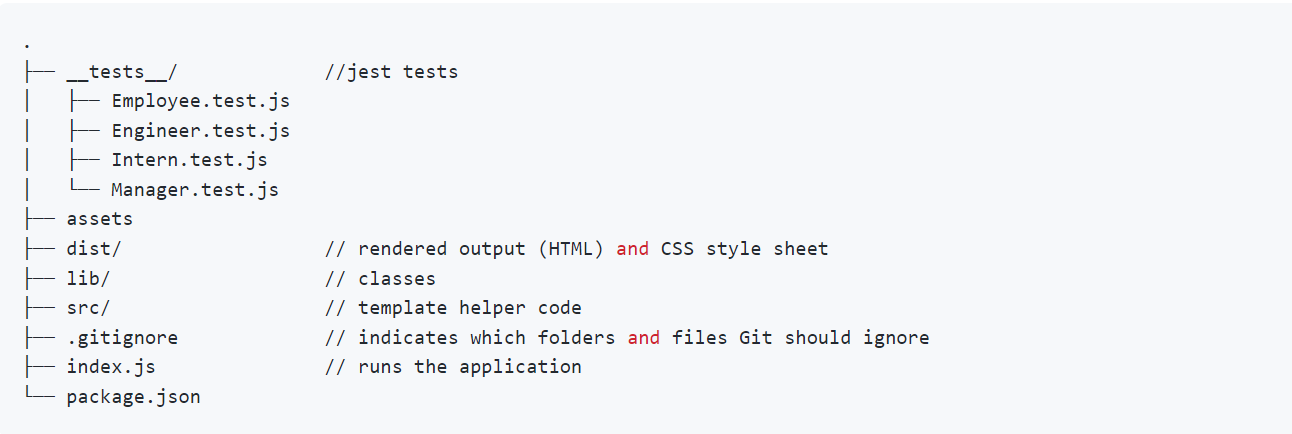 .
├── __tests__/             //jest tests
│   ├── Employee.test.js
│   ├── Engineer.test.js
│   ├── Intern.test.js
│   └── Manager.test.js
├── assets
├── dist/                  // rendered output (HTML) and CSS style sheet
├── lib/                   // classes
├── src/                   // template helper code
├── .gitignore             // indicates which folders and files Git should ignore
├── index.js               // runs the application
└── package.json